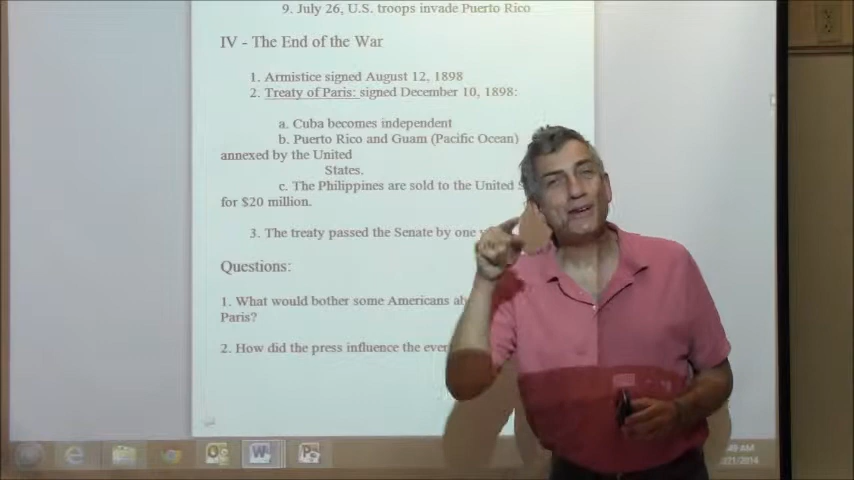 9. July 26, U.S. troops invade Puerto Rico
IV - The End of the War
1. Armistice signed August 12, 1898
2. Treaty of Paris: signed December 10, 1898:
a. Cuba becomes independent
b. Puerto Rico and Guam (Pacific Ocean)
annexed by the United
States.
c. The Philippines are sold to the United
for $20 million.
3. The treaty passed the Senate by one
Questions:
1. What would bother some Americans
Paris?
2. How did the press influence the